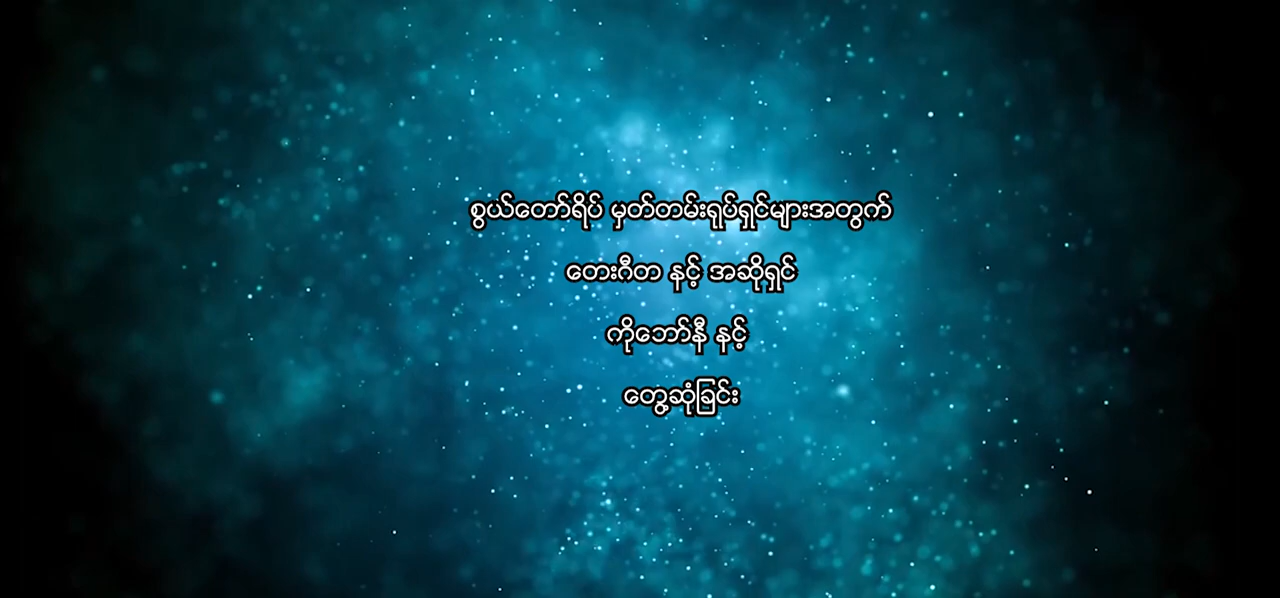 စွယ်တော်ရိပ် မှတ်တမ်းရုပ်ရှင်များအတွက်
တေးဂီတ နှင့် အဆိုရှင်
ကိုဘော်နီ နှင့်
တွေ့ဆုံခြင်း